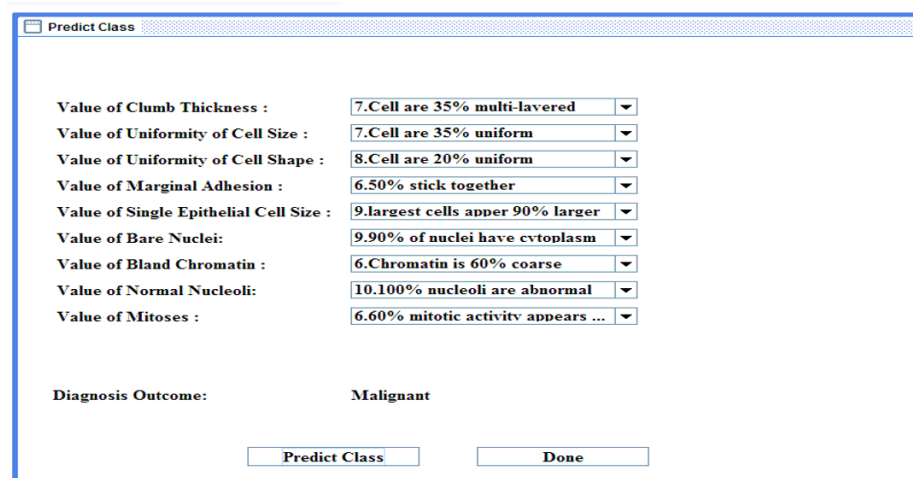 Predict Class
Value of Clumb Thickness : 7.Cell are 35% multi-lavered
Value of Uniformity of Cell Size : 7.Cell are 35% uniform
Value of Uniformity of Cell Shape : 8.Cell are 20% uniform
Value of Marginal Adhesion : 6.50% stick together
Value of Single Epithelial Cell Size : 9.largest cells apper 90% larger
Value of Bare Nuclei: 9.90% of nuclei have cytoplasm
Value of Bland Chromatin : 6.Chromatin is 60% coarse
Value of Normal Nucleoli: 10.100% nucleoli are abnormal
Value of Mitoses : 6.60% mitotic activity appears ...
Diagnosis Outcome: Malignant
Predict Class Done